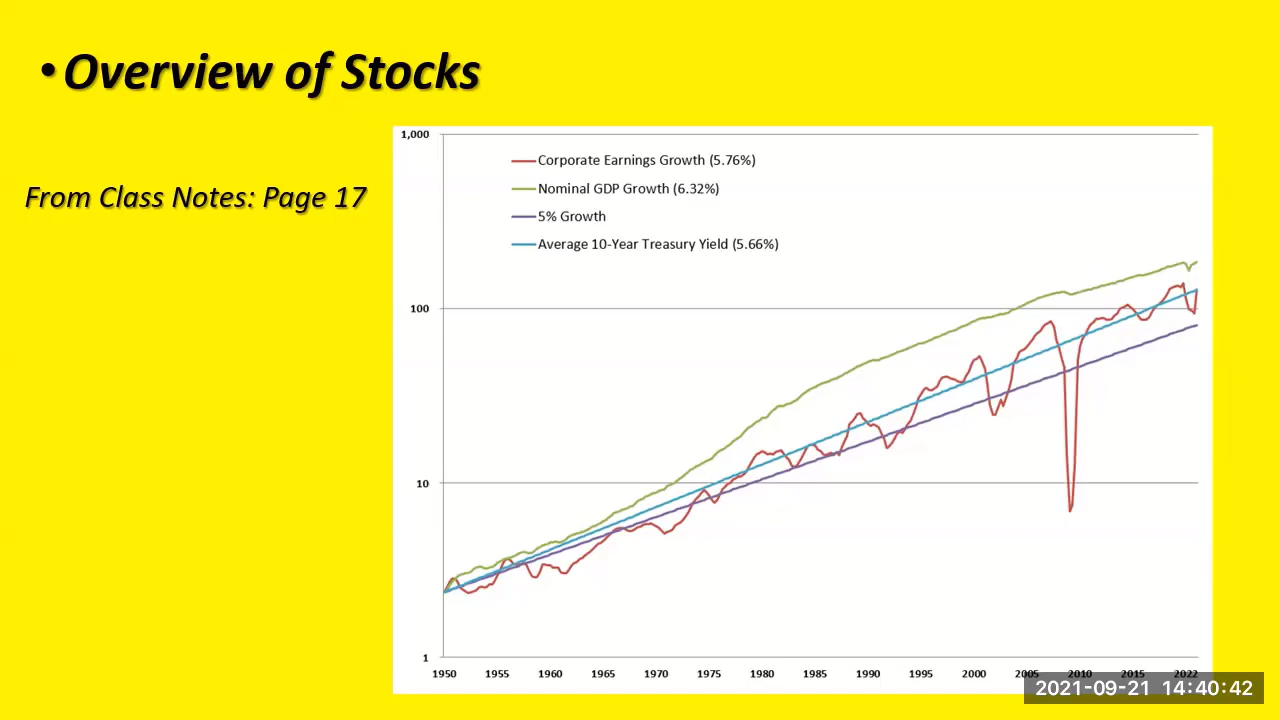 •Overview of Stocks
From Class Notes: Page 17
1,000
Corporate Earnings Growth (5.76%)
Nominal GDP Growth (6.32%)
5% Growth
Average 10-Year Treasury Yield (5.66%)
100
10
1
1950 1955 1960 1965 1970 1975 1980 1985 1990 1995 2000 2005 2010 2015 2022
2021-09-21 14:40:42